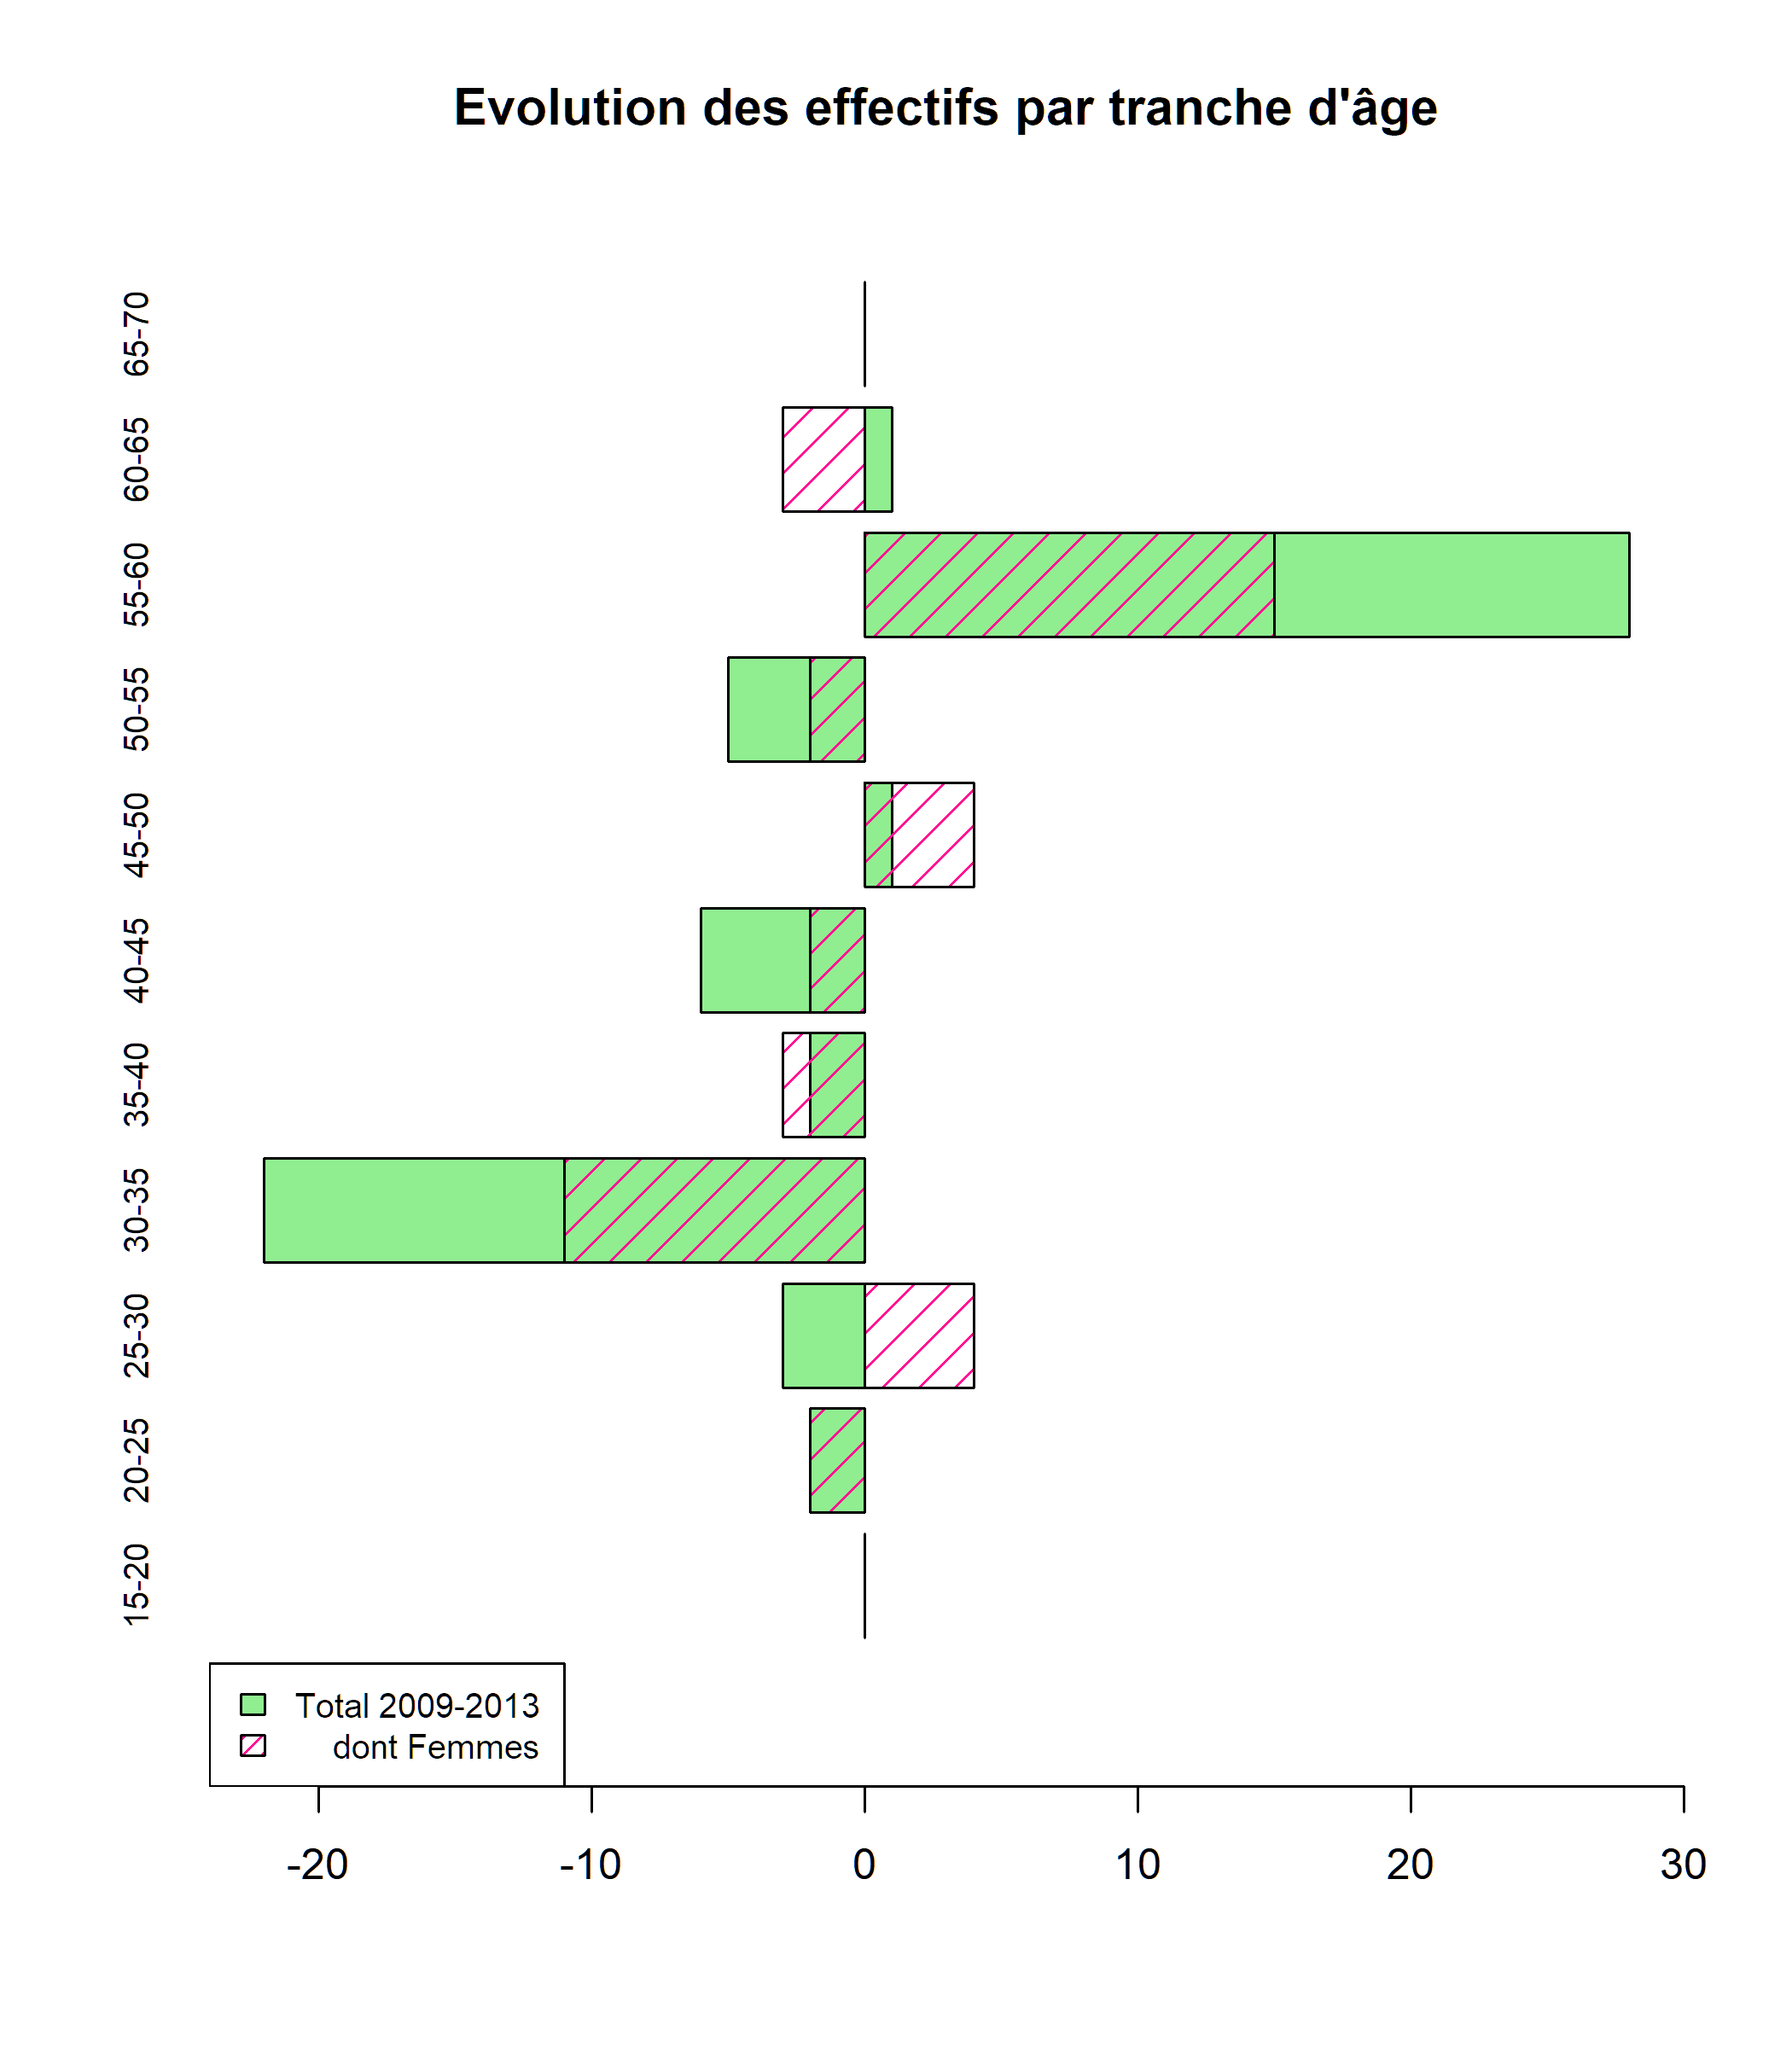 Evolution des effectifs par tranche d'âge
65-70
60-65
55-60
50-55
45-50
40-45
35-40
30-35
25-30
20-25
15-20
Total 2009-2013
dont Femmes
-20 -10 0 10 20 30